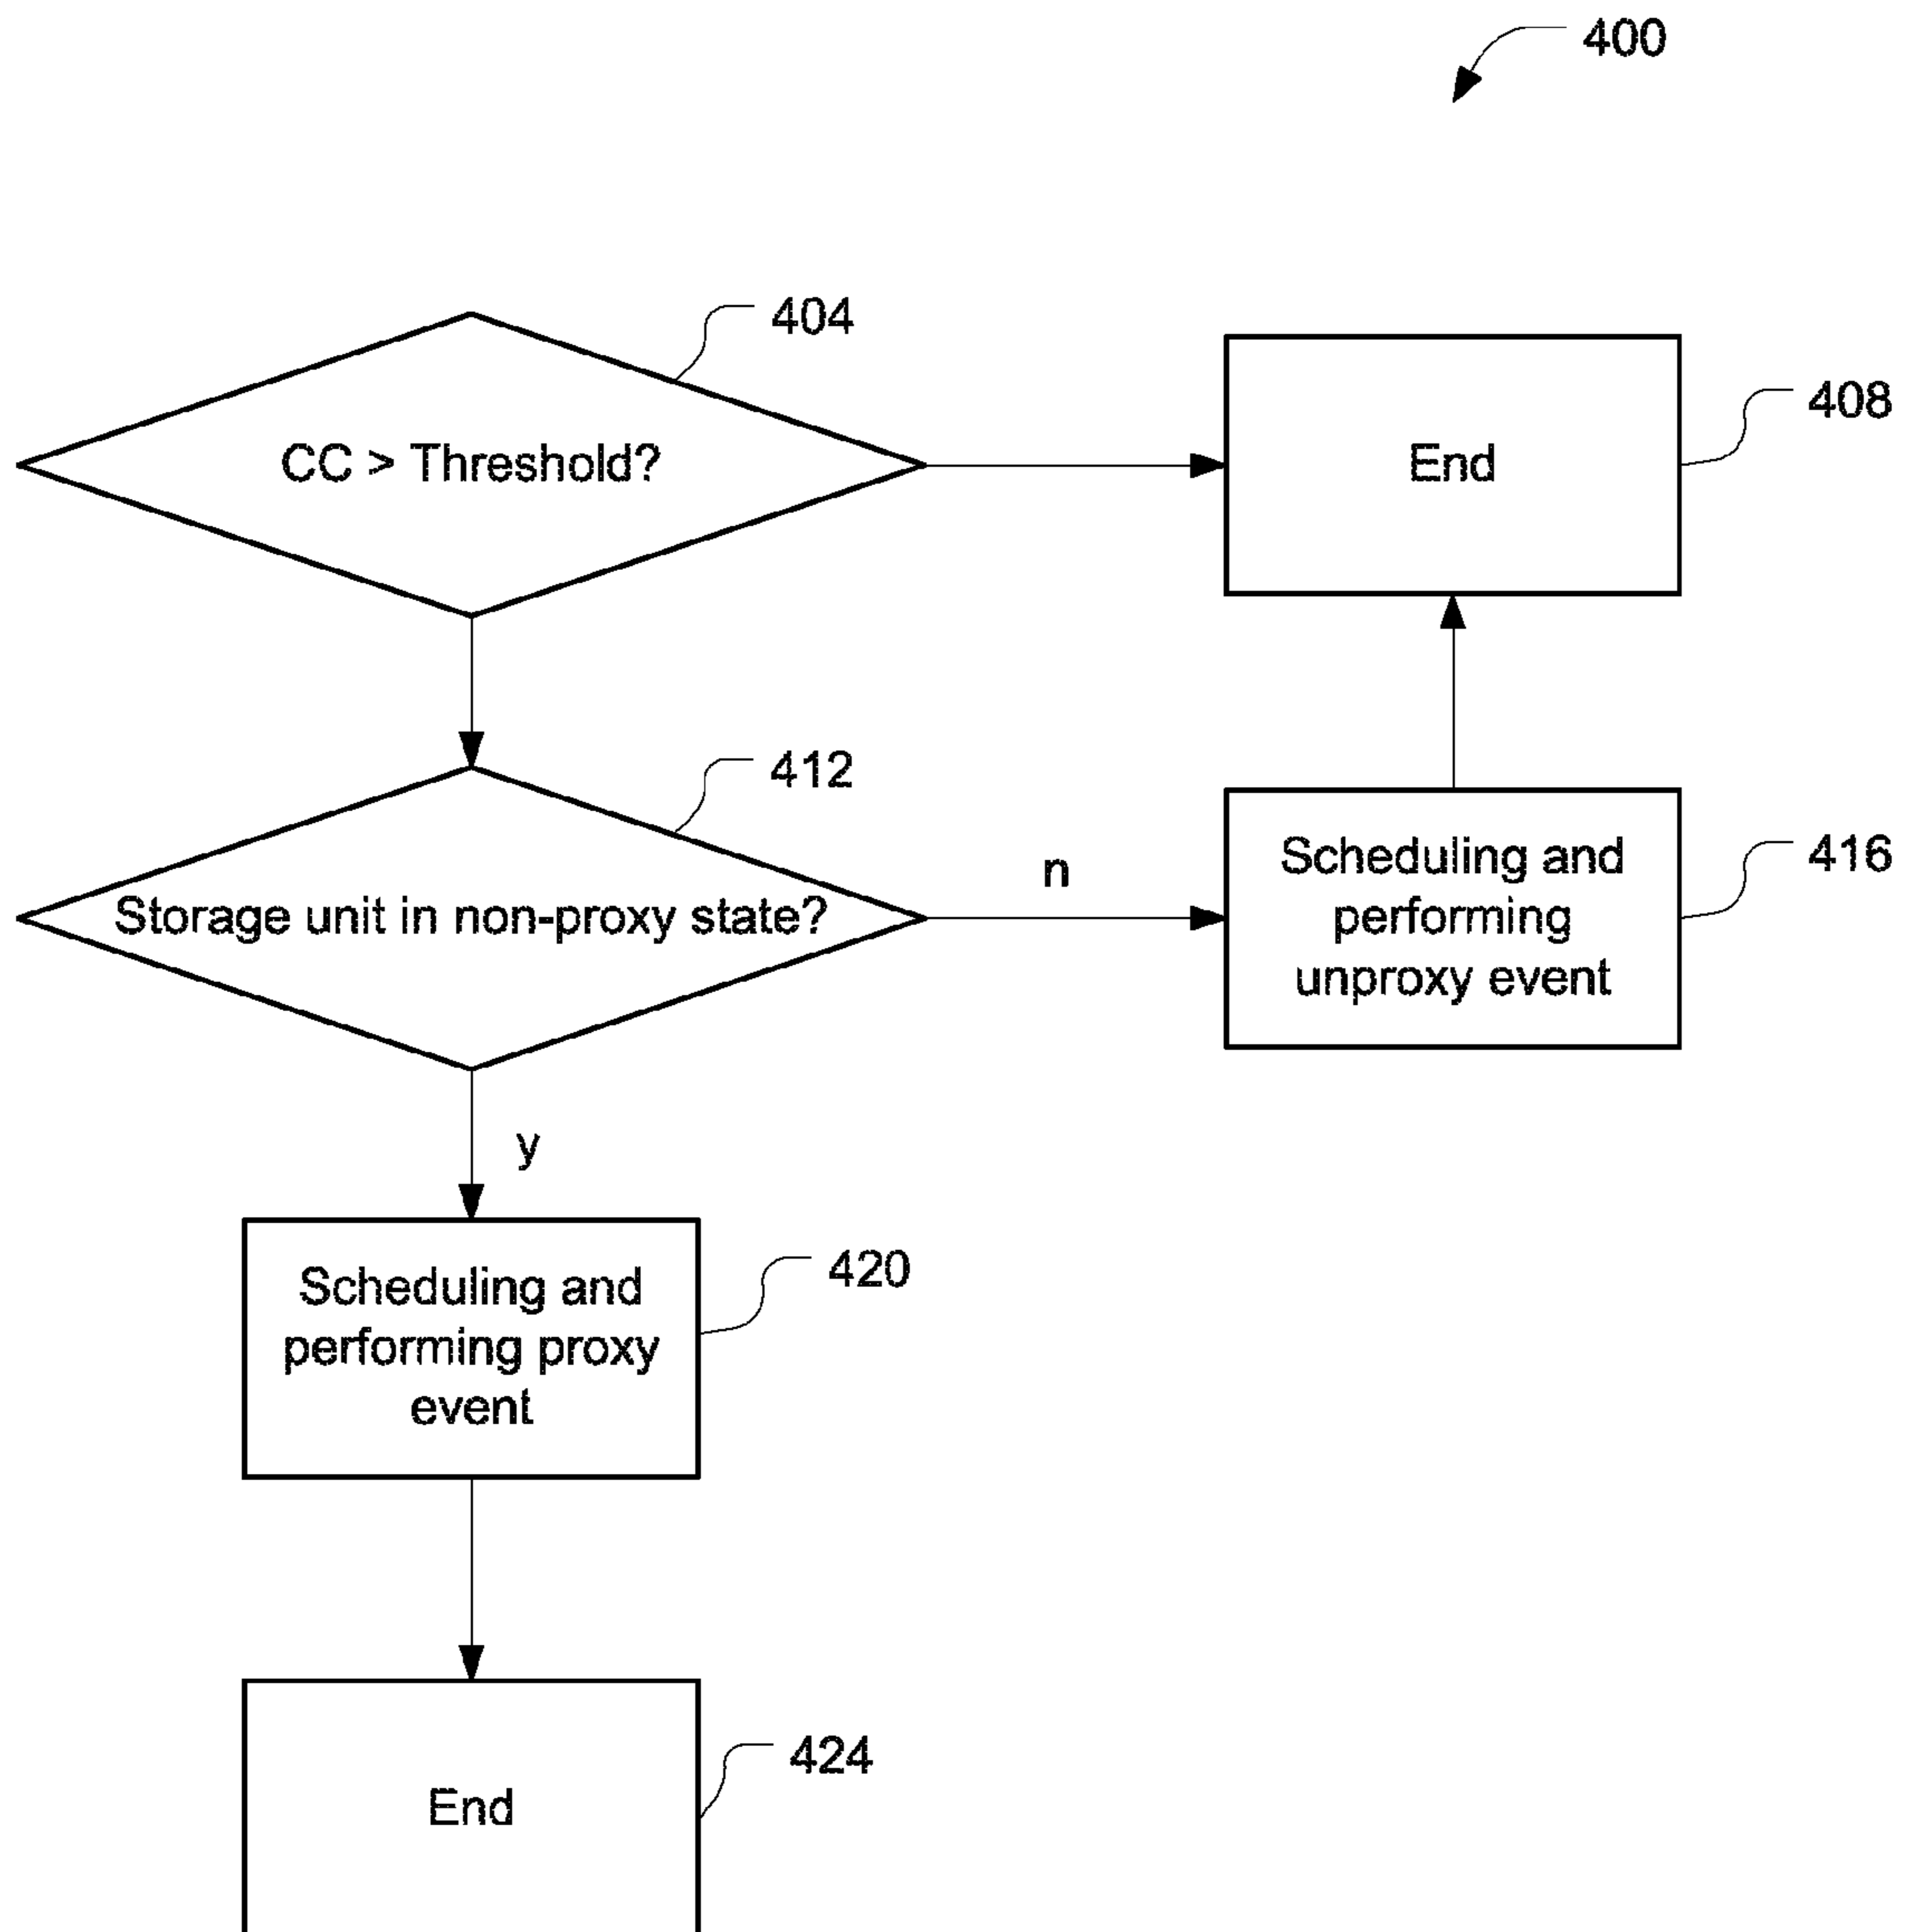 400
404
CC > Threshold?
End
408
412
Storage unit in non-proxy state?
n
Scheduling and
performing
unproxy event
416
y
Scheduling and
performing proxy
event
420
End
424